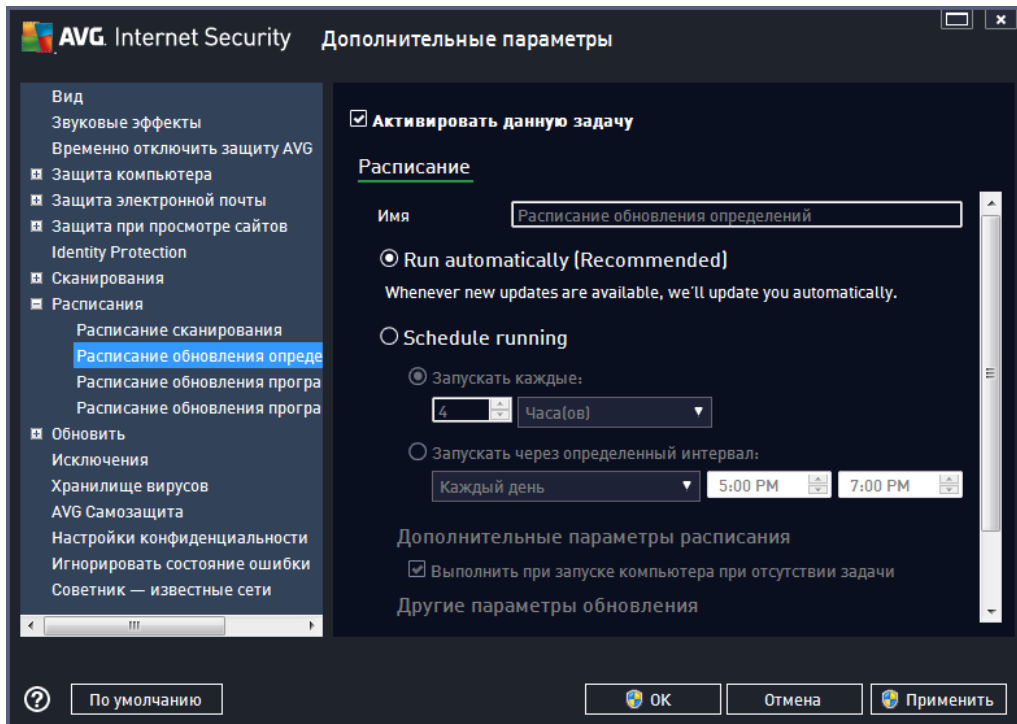 AVG. Internet Security Дополнительные параметры
Вид
Звуковые эффекты
Временно отключить защиту AVG
Защита компьютера
Защита электронной почты
Защита при просмотре сайтов
Identity Protection
Сканирования
Расписания
Расписание сканирования
Расписание обновления опреде
Расписание обновления програ
Расписание обновления програ
Обновить
Исключения
Хранилище вирусов
AVG Самозащита
Настройки конфиденциальности
Игнорировать состояние ошибки
Советник — известные сети
Активировать данную задачу
Расписание
Имя Расписание обновления определений
Run automatically (Recommended)
Whenever new updates are available, we'll update you automatically.
Schedule running
Запускать каждые:
4 Часа(ов)
Запускать через определенный интервал:
Каждый день 5:00 PM 7:00 PM
Дополнительные параметры расписания
Выполнить при запуске компьютера при отсутствии задачи
Другие параметры обновления
По умолчанию OK Отмена Применить